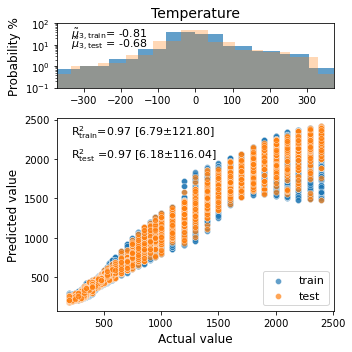 Temperature
Probability %
10²
10¹
10⁰
10⁻¹
μ̃₃,train= -0.81
μ̃₃,test = -0.68
−300 −200 −100 0 100 200 300
Predicted value
2500
2000
1500
1000
500
R²train=0.97 [6.79±121.80]
R²test =0.97 [6.18±116.04]
train
test
500 1000 1500 2000 2500
Actual value